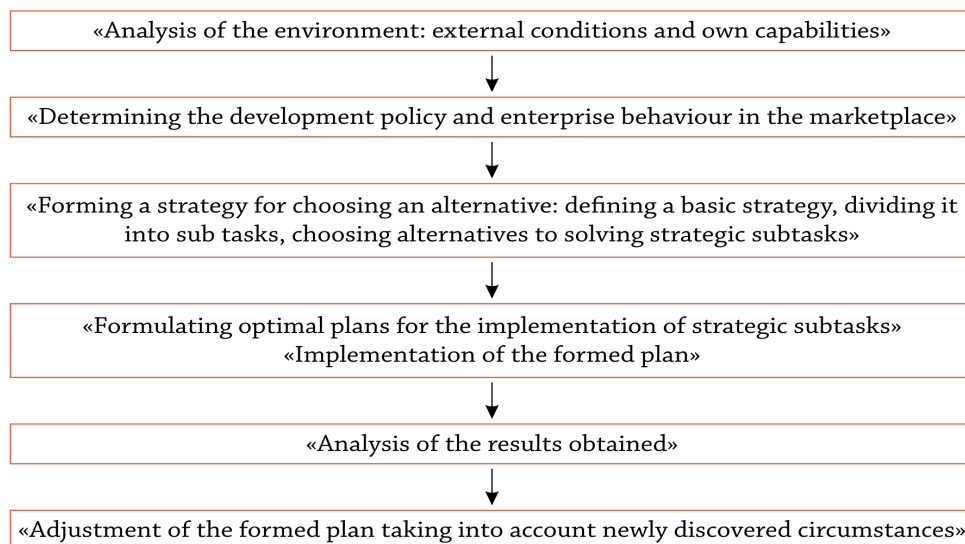 «Analysis of the environment: external conditions and own capabilities»
«Determining the development policy and enterprise behaviour in the marketplace»
«Forming a strategy for choosing an alternative: defining a basic strategy, dividing it
into sub tasks, choosing alternatives to solving strategic subtasks»
«Formulating optimal plans for the implementation of strategic subtasks»
«Implementation of the formed plan»
«Analysis of the results obtained»
«Adjustment of the formed plan taking into account newly discovered circumstances»